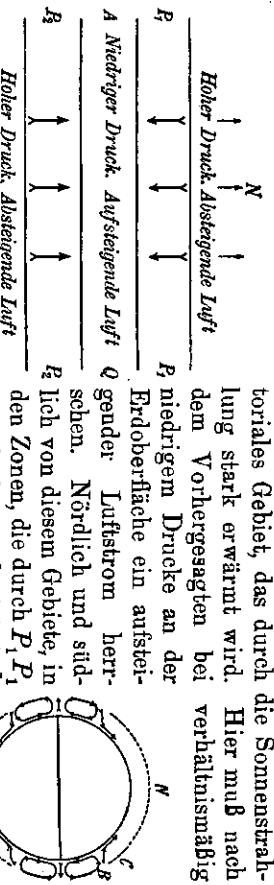 N
Hoher Druck. Absteigende Luft
P₁ P₁
A Niedriger Druck. Aufsteigende Luft Q
P₂ P₂
Hoher Druck. Absteigende Luft
toriales Gebiet, das durch die Sonnenstrah-
lung stark erwärmt wird. Hier muß nach
dem Vorhergesagten bei verhältnismäßig
niedrigem Drucke an der
Erdoberfläche ein aufstei-
gender Luftstrom herr-
schen. Nördlich und süd-
lich von diesem Gebiete, in
den Zonen, die durch P₁P₁
N
C
B